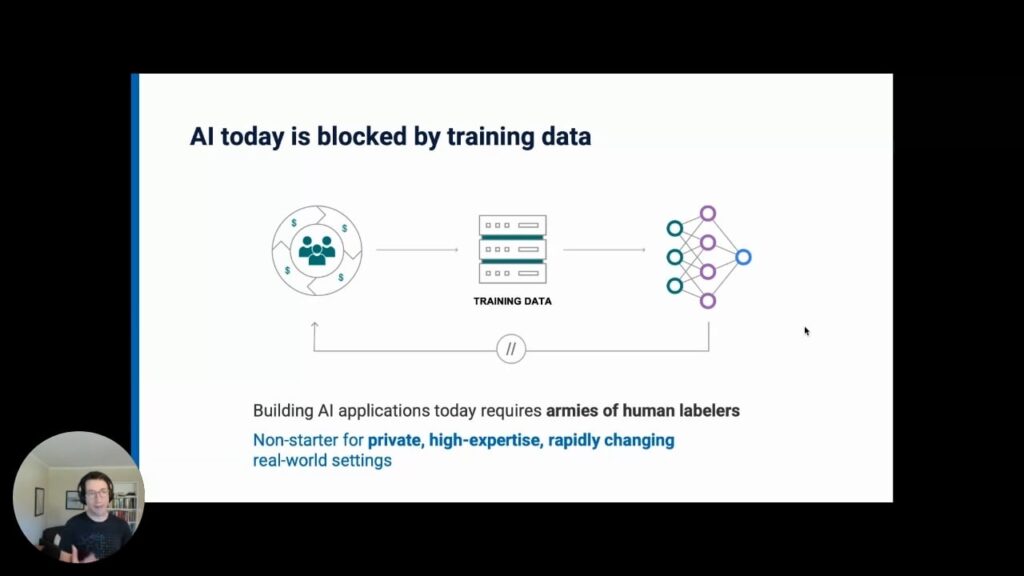 AI today is blocked by training data
$
$
$
$
TRAINING DATA
//
Building AI applications today requires armies of human labelers
Non-starter for private, high-expertise, rapidly changing
real-world settings